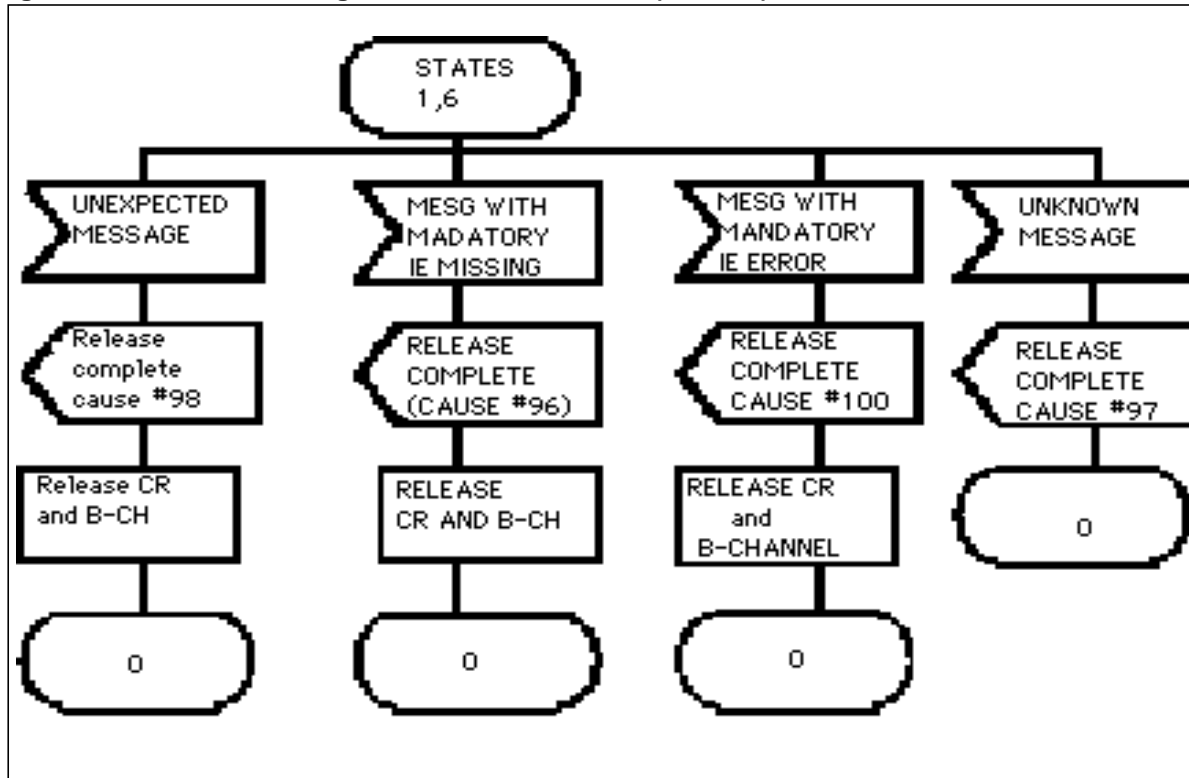 STATES
1,6
UNEXPECTED
MESSAGE
MESG WITH
MADATORY
IE MISSING
MESG WITH
MANDATORY
IE ERROR
UNKNOWN
MESSAGE
Release
complete
cause #98
RELEASE
COMPLETE
(CAUSE #96)
RELEASE
COMPLETE
CAUSE #100
RELEASE
COMPLETE
CAUSE #97
Release CR
and B-CH
RELEASE
CR AND B-CH
RELEASE CR
and
B-CHANNEL
0
0
0
0